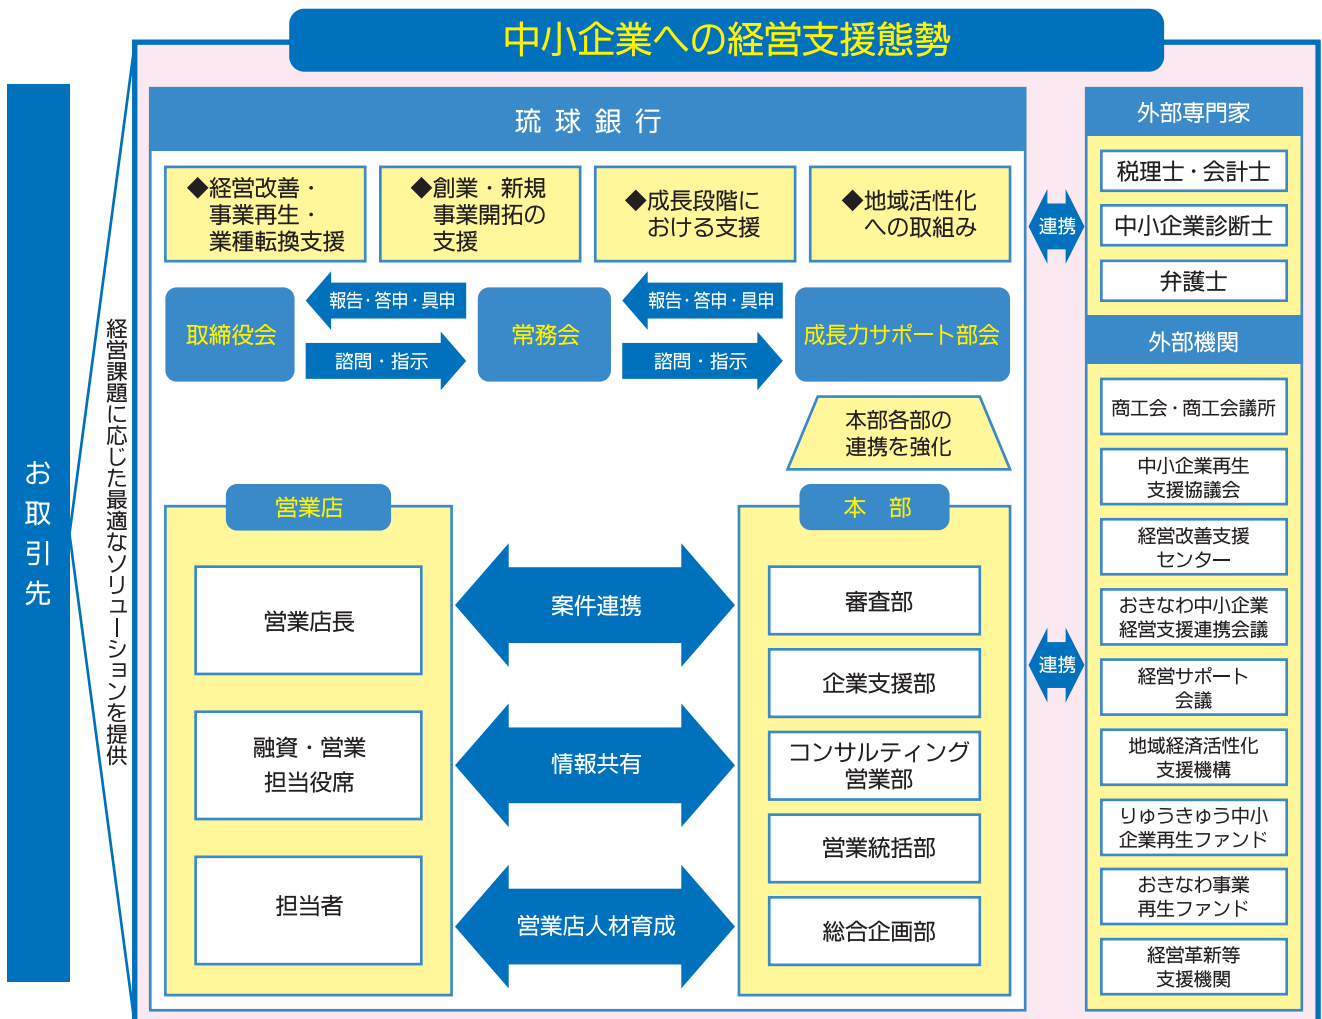 中小企業への経営支援態勢
お取引先
経営課題に応じた最適なソリューションを提供
琉球銀行
◆経営改善・
事業再生・
業種転換支援
◆創業・新規
事業開拓の
支援
◆成長段階に
おける支援
◆地域活性化
への取組み
取締役会
報告・答申・具申
諮問・指示
常務会
報告・答申・具申
諮問・指示
成長力サポート部会
本部各部の
連携を強化
営業店
営業店長
融資・営業
担当役席
担当者
案件連携
情報共有
営業店人材育成
本　部
審査部
企業支援部
コンサルティング
営業部
営業統括部
総合企画部
連携
連携
外部専門家
税理士・会計士
中小企業診断士
弁護士
外部機関
商工会・商工会議所
中小企業再生
支援協議会
経営改善支援
センター
おきなわ中小企業
経営支援連携会議
経営サポート
会議
地域経済活性化
支援機構
りゅうきゅう中小
企業再生ファンド
おきなわ事業
再生ファンド
経営革新等
支援機関